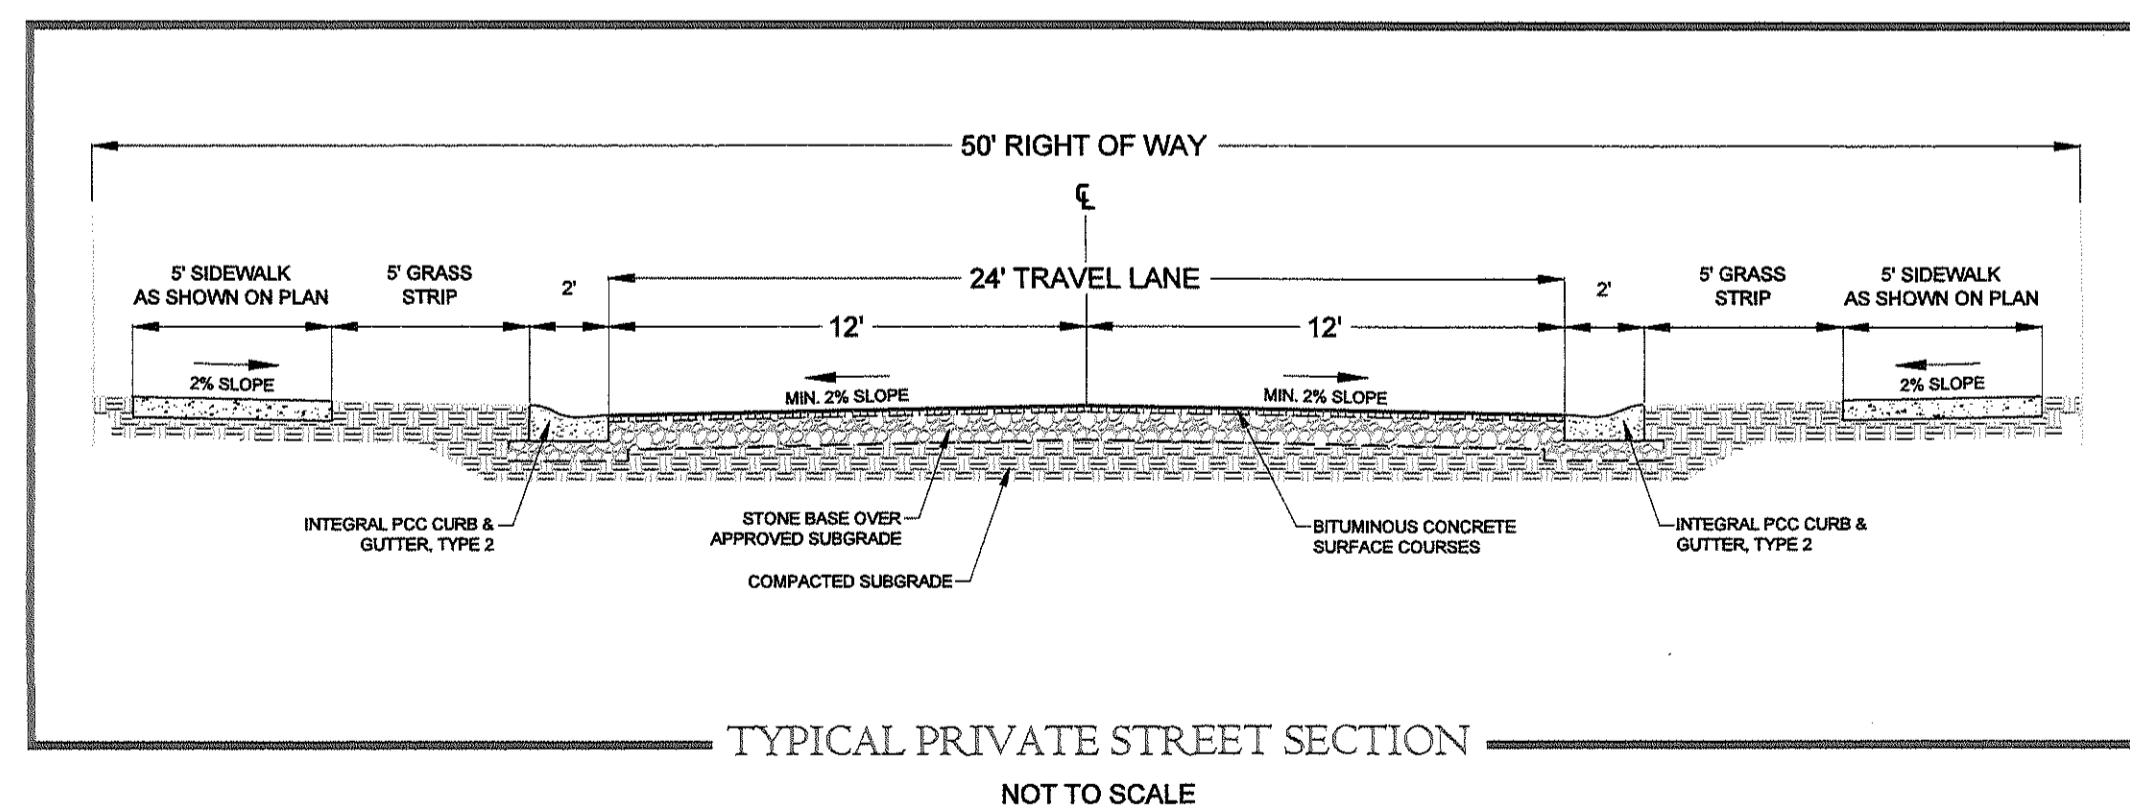 50' RIGHT OF WAY
℄
5' SIDEWALK
AS SHOWN ON PLAN
5' GRASS
STRIP
2'
24' TRAVEL LANE
2'
5' GRASS
STRIP
5' SIDEWALK
AS SHOWN ON PLAN
12'
12'
2% SLOPE
MIN. 2% SLOPE
MIN. 2% SLOPE
2% SLOPE
INTEGRAL PCC CURB &
GUTTER, TYPE 2
STONE BASE OVER
APPROVED SUBGRADE
COMPACTED SUBGRADE
BITUMINOUS CONCRETE
SURFACE COURSES
INTEGRAL PCC CURB &
GUTTER, TYPE 2
TYPICAL PRIVATE STREET SECTION
NOT TO SCALE